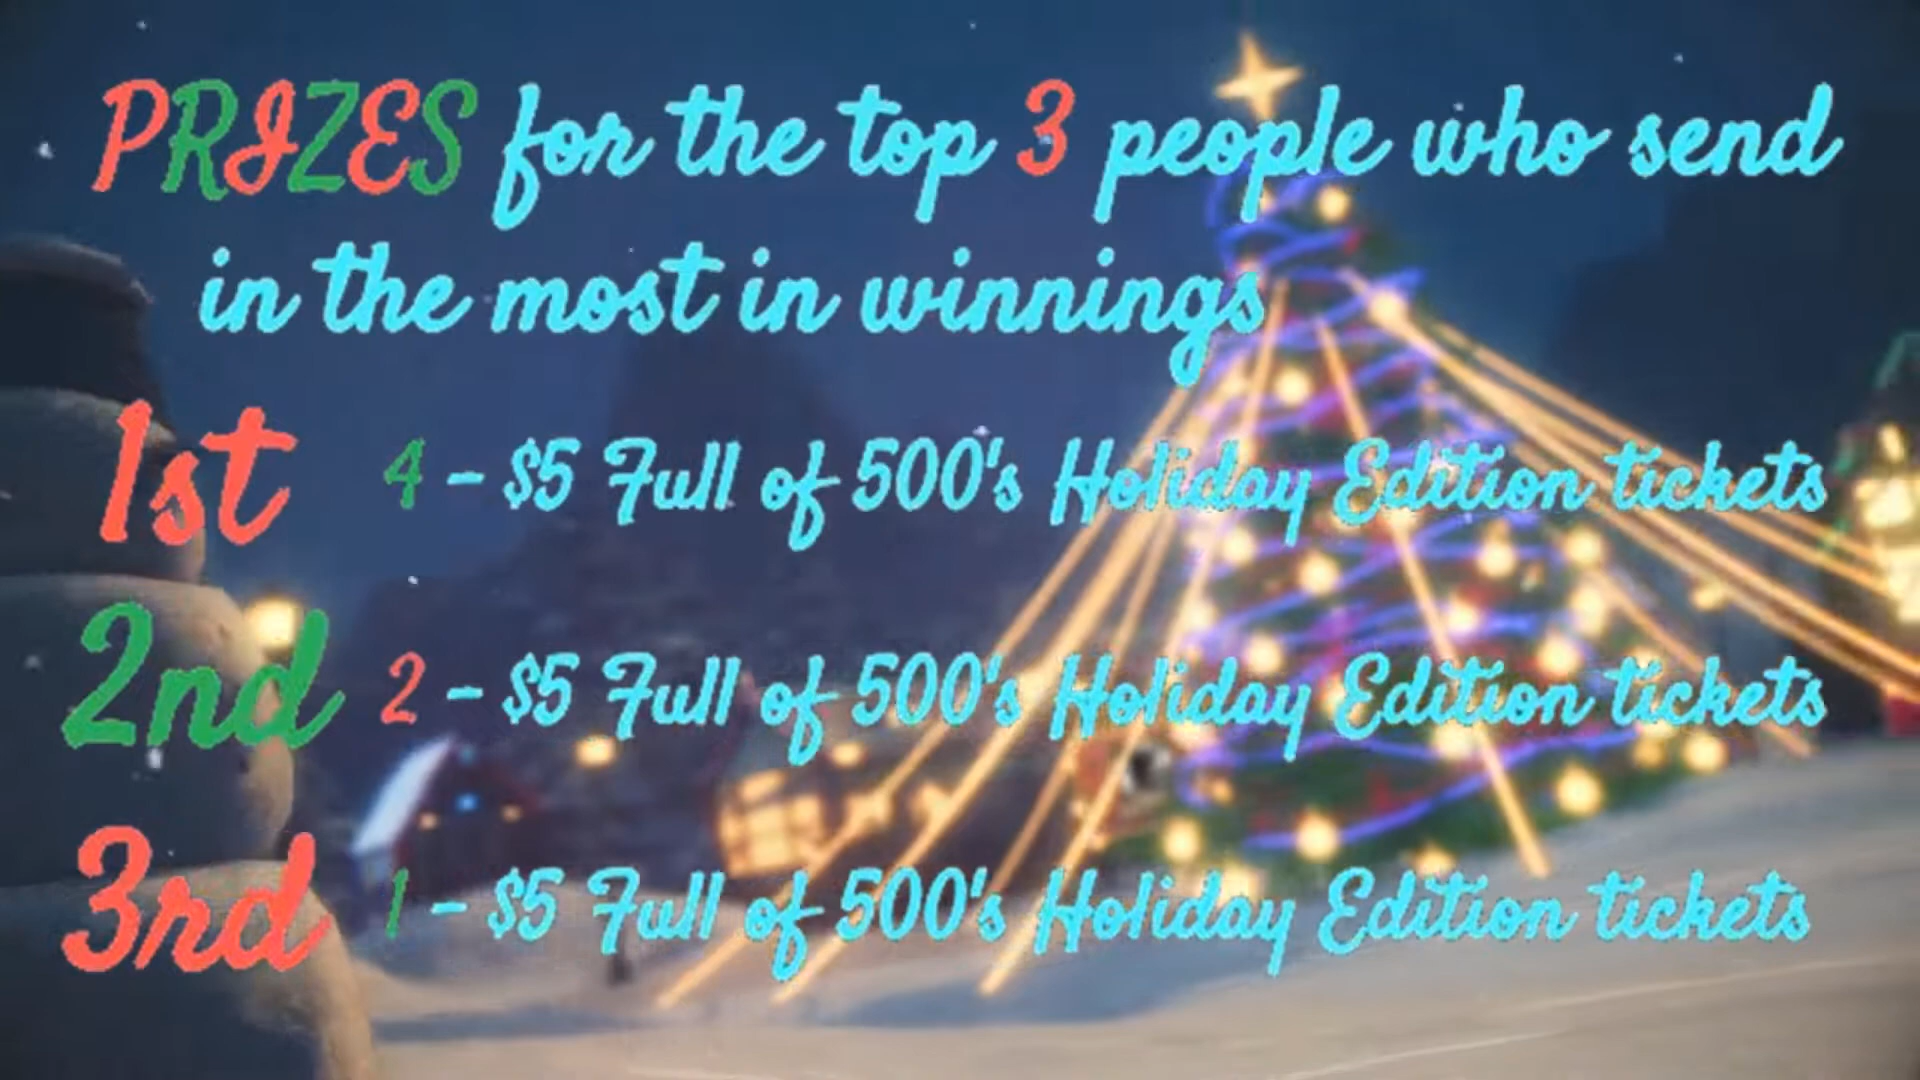 PRIZES for the top 3 people who send
in the most in winnings
1st 4 - $5 Full of 500's Holiday Edition tickets
2nd 2 - $5 Full of 500's Holiday Edition tickets
3rd 1 - $5 Full of 500's Holiday Edition tickets